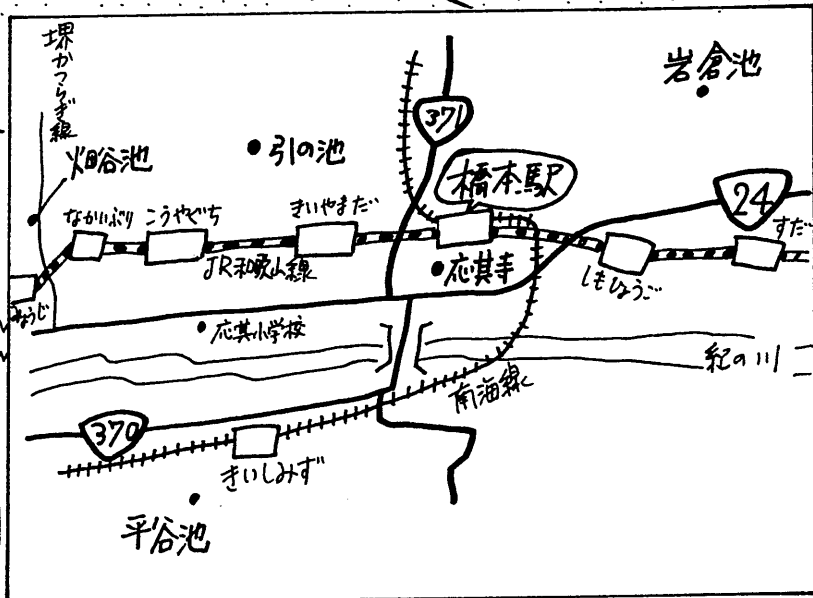 堺かつらぎ線
畑谷池
引の池
371
岩倉池
橋本駅
24
なかいぶり
こうやぐち
きいやまだ
すだ
JR和歌山線
応其寺
しもひょうご
みょうじ
応其小学校
紀の川
南海線
370
きいしみず
平谷池